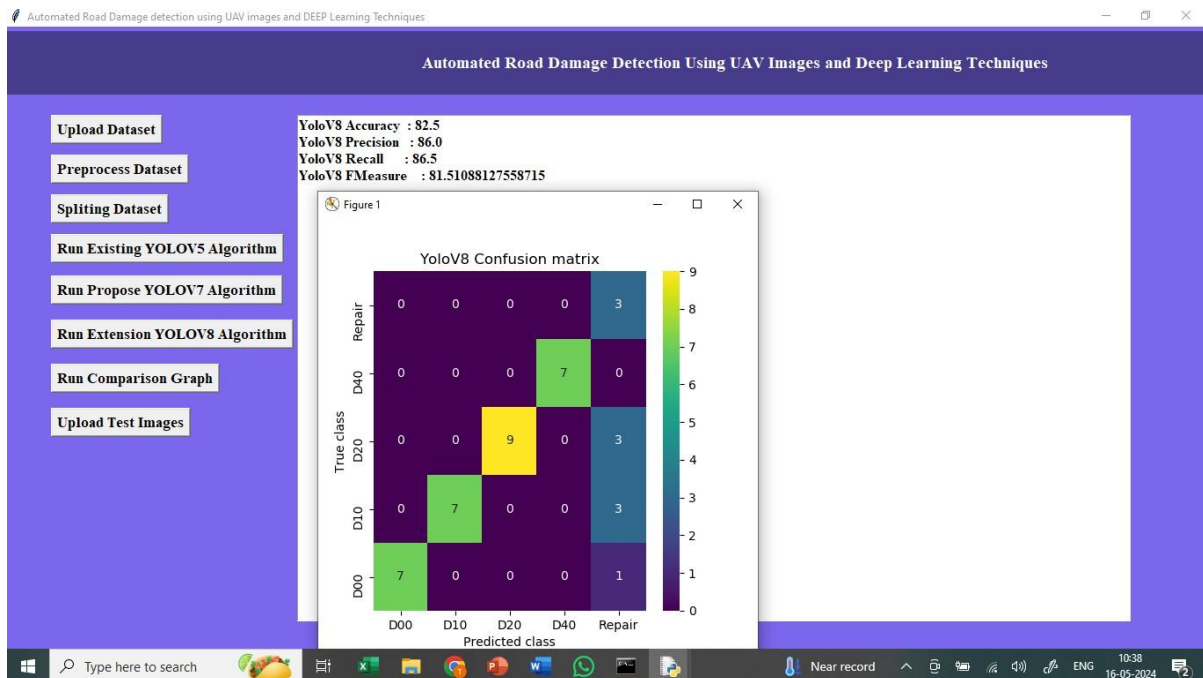 Automated Road Damage detection using UAV images and DEEP Learning Techniques
Automated Road Damage Detection Using UAV Images and Deep Learning Techniques
Upload Dataset
Preprocess Dataset
Spliting Dataset
Run Existing YOLOV5 Algorithm
Run Propose YOLOV7 Algorithm
Run Extension YOLOV8 Algorithm
Run Comparison Graph
Upload Test Images
YoloV8 Accuracy : 82.5
YoloV8 Precision : 86.0
YoloV8 Recall : 86.5
YoloV8 FMeasure : 81.51088127558715
Figure 1
YoloV8 Confusion matrix
True class
Repair 0 0 0 0 3
D40 0 0 0 7 0
D20 0 0 9 0 3
D10 0 7 0 0 3
D00 7 0 0 0 1
D00 D10 D20 D40 Repair
Predicted class
9
8
7
6
5
4
3
2
1
0
Type here to search
Near record
ENG
10:38
16-05-2024
2